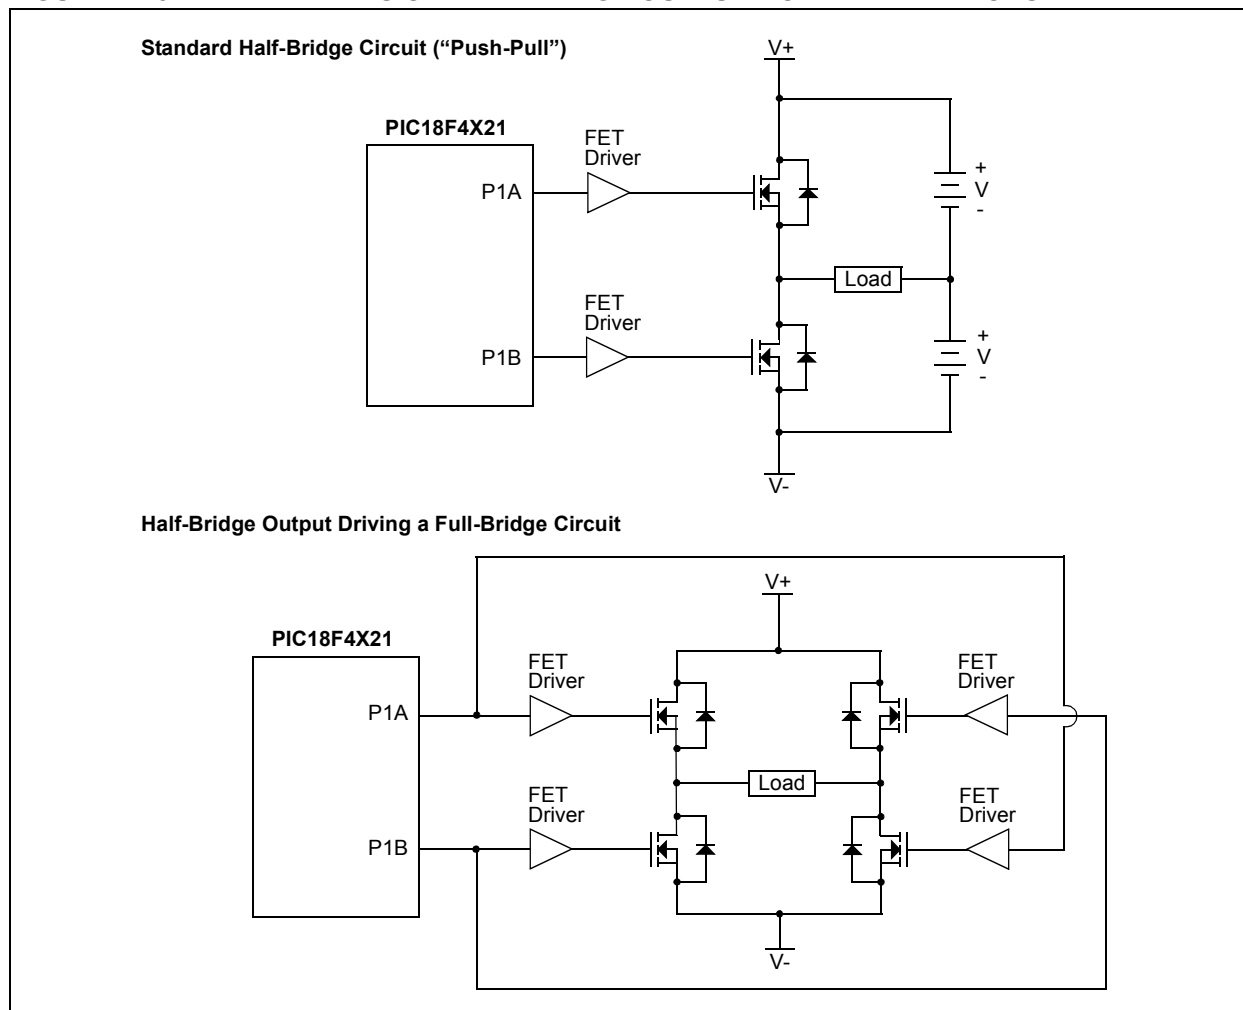 Standard Half-Bridge Circuit (“Push-Pull”)
V+
PIC18F4X21
FET
Driver
P1A
+
V
-
Load
FET
Driver
P1B
+
V
-
V-
Half-Bridge Output Driving a Full-Bridge Circuit
V+
PIC18F4X21
FET
Driver
FET
Driver
P1A
Load
FET
Driver
FET
Driver
P1B
V-